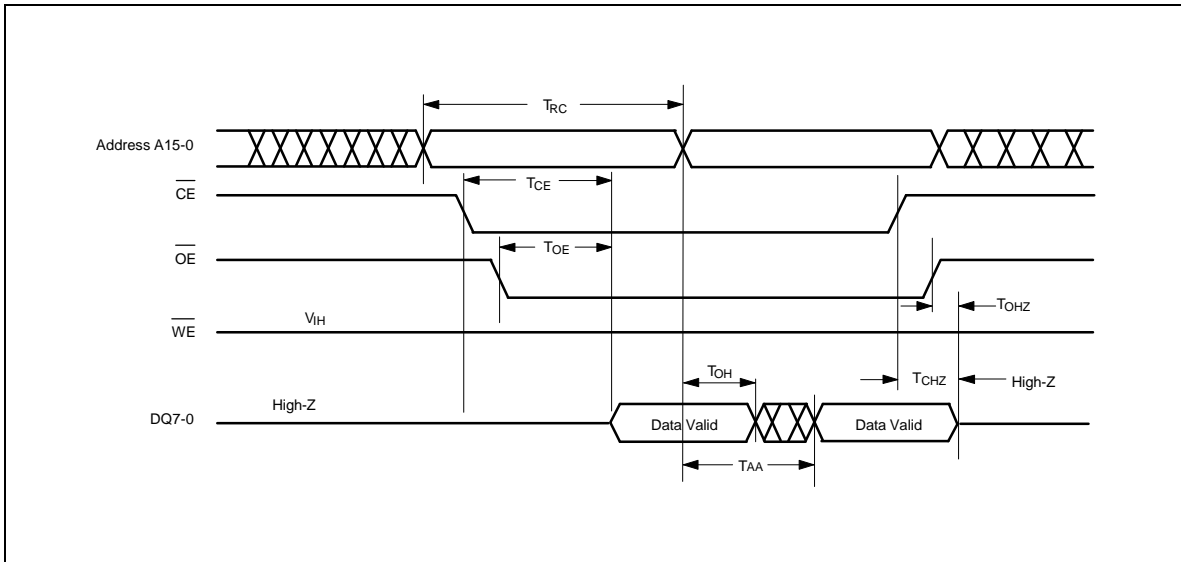 TRC
Address A15-0
TCE
CE
TOE
OE
TOHZ
VIH
WE
TOH
TCHZ
High-Z
High-Z
DQ7-0
Data Valid
Data Valid
TAA